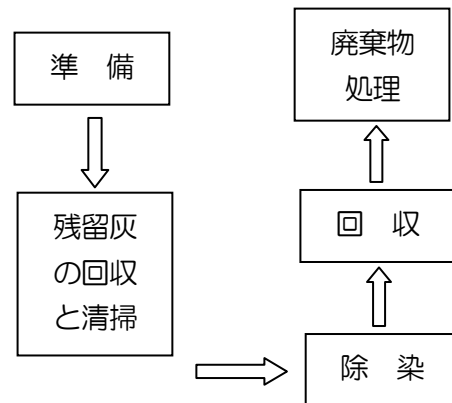 準　備
残留灰
の回収
と清掃
除　染
回　収
廃棄物
処理